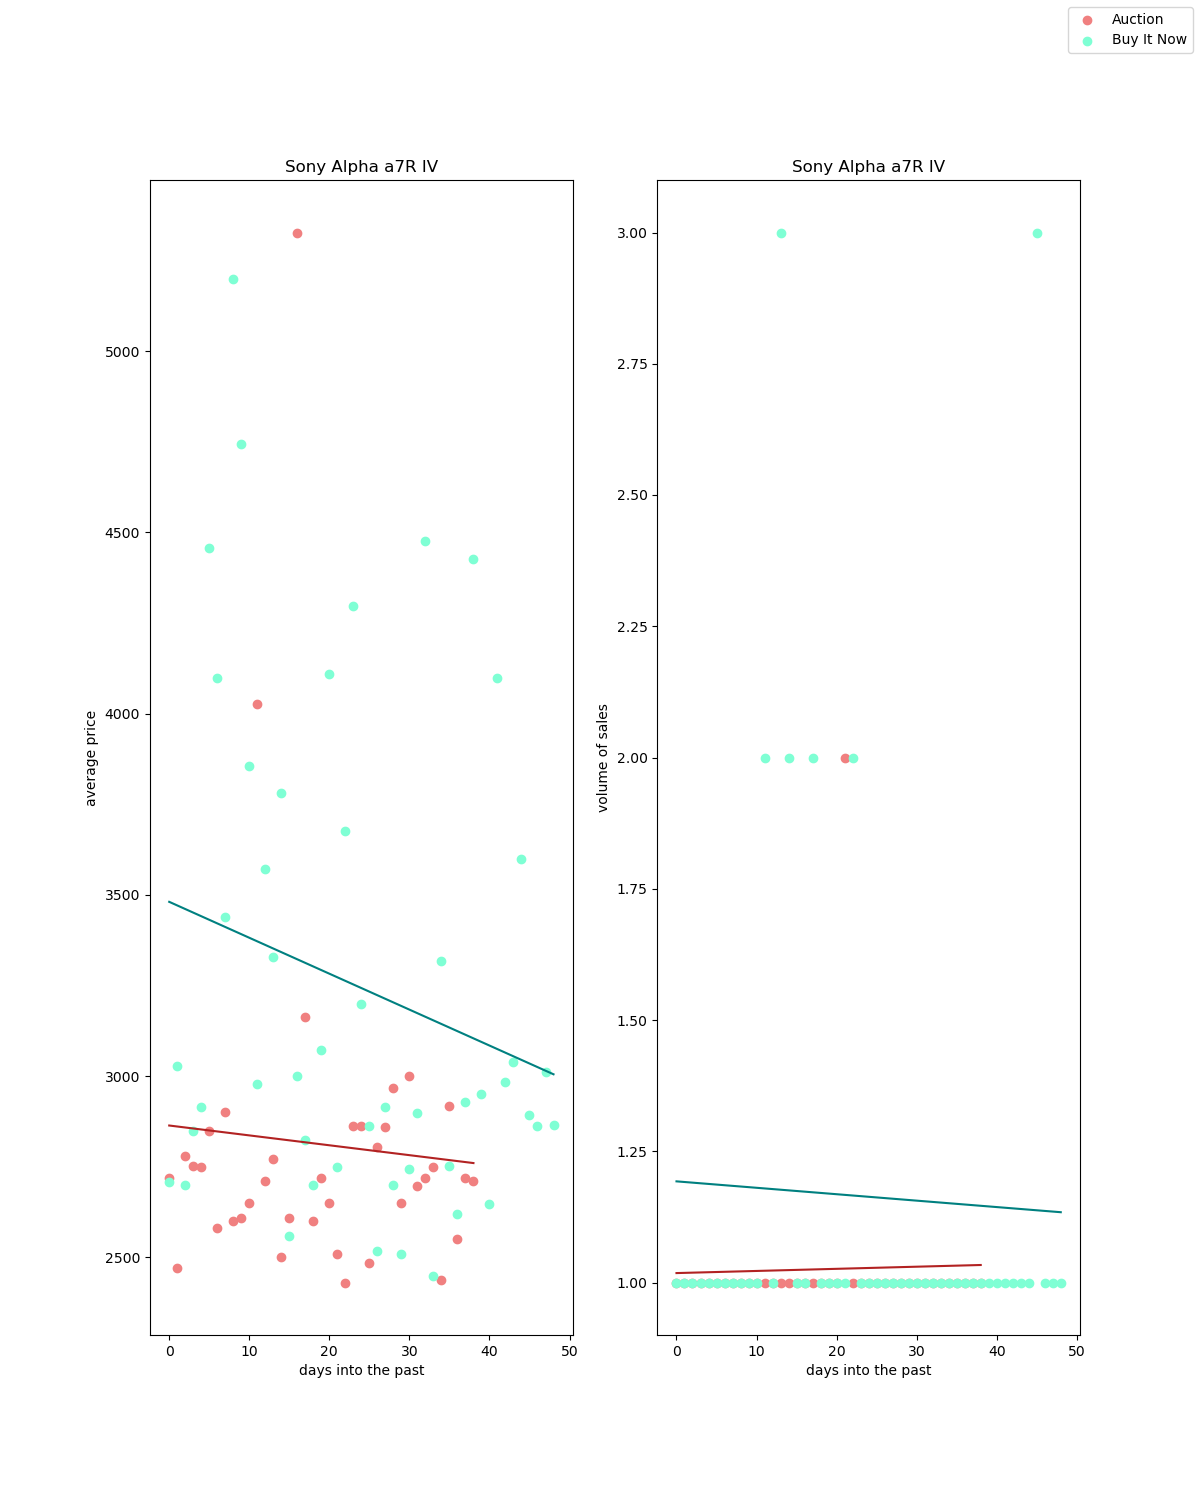 Auction
Buy It Now
Sony Alpha a7R IV
5000
4500
4000
3500
3000
2500
average price
0 10 20 30 40 50
days into the past
Sony Alpha a7R IV
3.00
2.75
2.50
2.25
2.00
1.75
1.50
1.25
1.00
volume of sales
0 10 20 30 40 50
days into the past